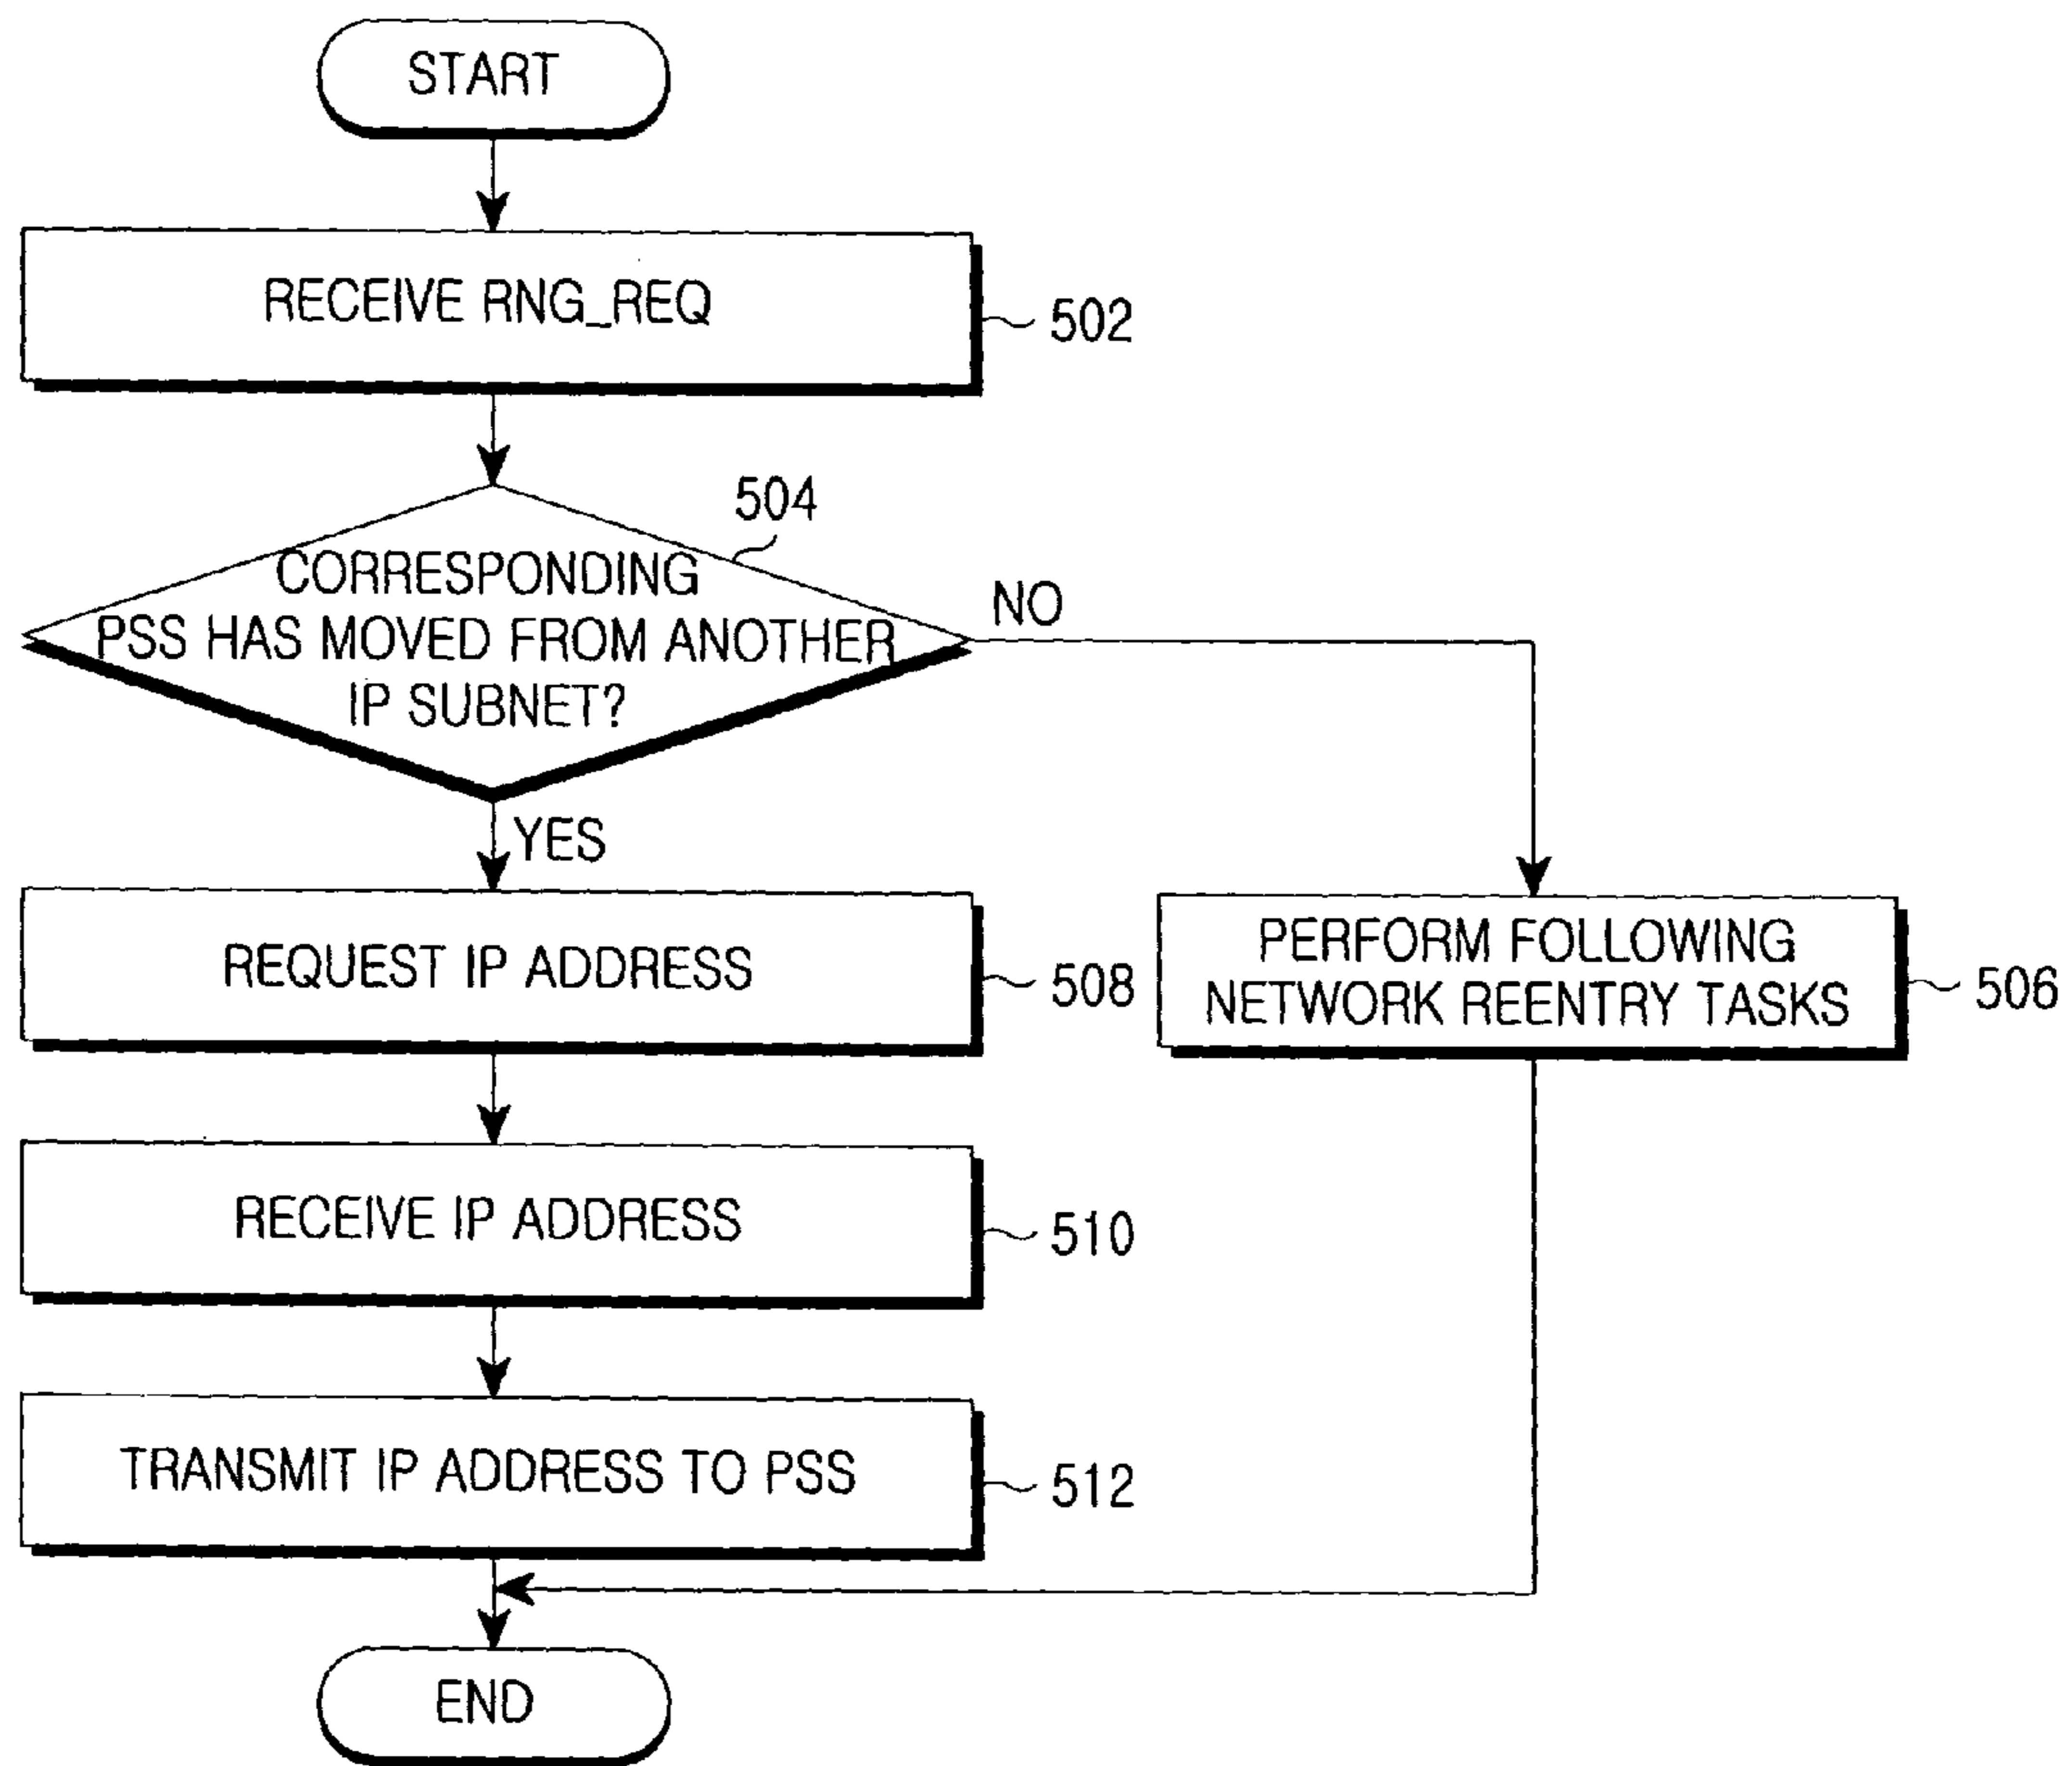 START
RECEIVE RNG_REQ
502
504
CORRESPONDING
PSS HAS MOVED FROM ANOTHER
IP SUBNET?
NO
YES
REQUEST IP ADDRESS
508
PERFORM FOLLOWING
NETWORK REENTRY TASKS
506
RECEIVE IP ADDRESS
510
TRANSMIT IP ADDRESS TO PSS
512
END